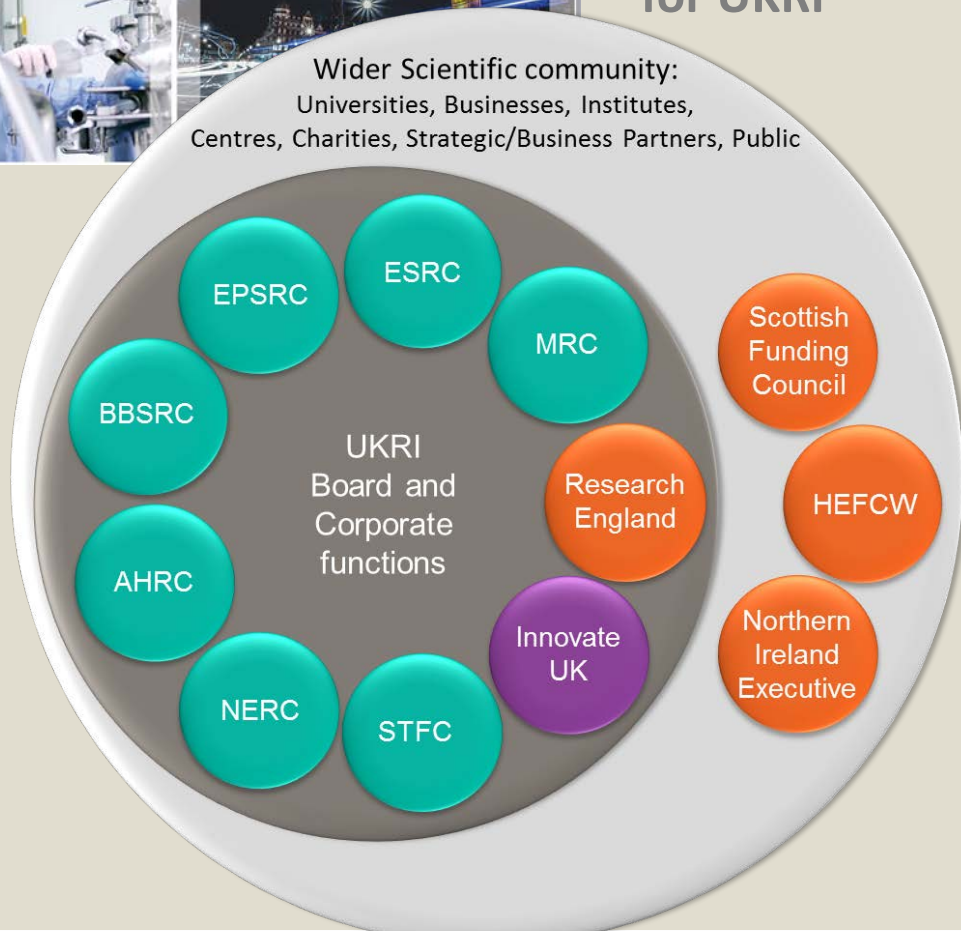 for UKRI
Wider Scientific community:
Universities, Businesses, Institutes,
Centres, Charities, Strategic/Business Partners, Public
ESRC
EPSRC
MRC
BBSRC
UKRI
Board and
Corporate
functions
Research
England
AHRC
Innovate
UK
NERC
STFC
Scottish
Funding
Council
HEFCW
Northern
Ireland
Executive